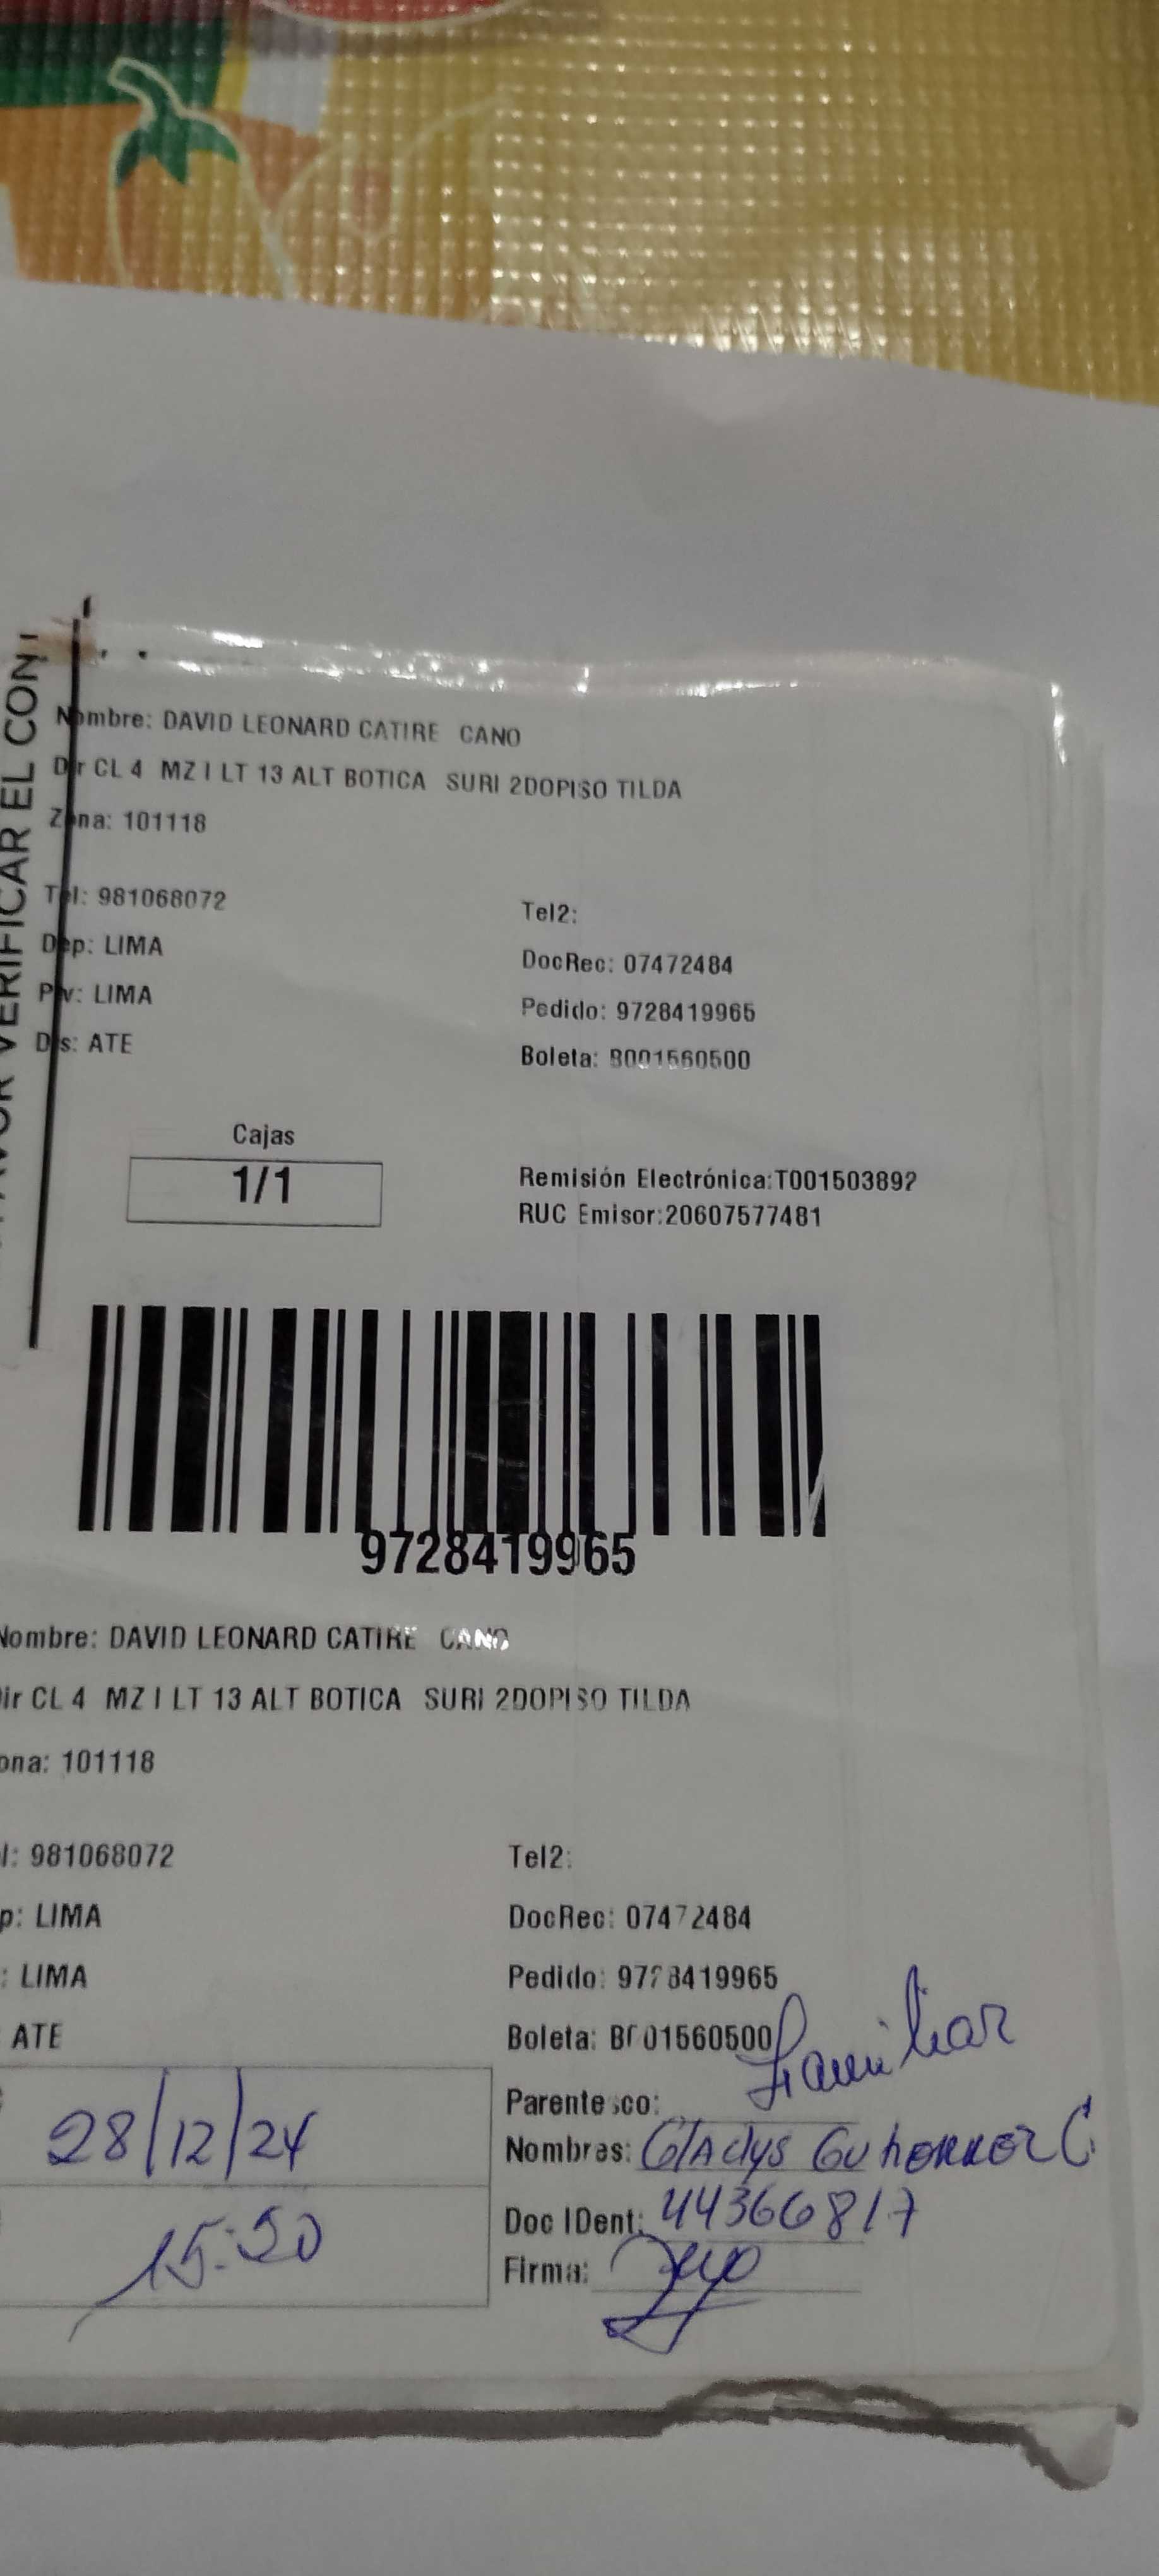 VERIFICAR EL CON
Nombre: DAVID LEONARD CATIRE CANO
Dir CL 4 MZ I LT 13 ALT BOTICA SURI 2DOPISO TILDA
Zona: 101118
Tel: 981068072
Tel2:
Dep: LIMA
DocRec: 07472484
Prv: LIMA
Pedido: 9728419965
Dis: ATE
Boleta: B001560500
Cajas
1/1
Remisión Electrónica:T001503892
RUC Emisor:20607577481
9728419965
Nombre: DAVID LEONARD CATIRE CANO
Dir CL 4 MZ I LT 13 ALT BOTICA SURI 2DOPISO TILDA
ona: 101118
l: 981068072
Tel2:
p: LIMA
DocRec: 07472484
: LIMA
Pedido: 9728419965
ATE
Boleta: B001560500
Parentesco: Familiar
28/12/24
Nombres: Gladys Gutierrez C
Doc IDent: 44366817
15:20
Firma: